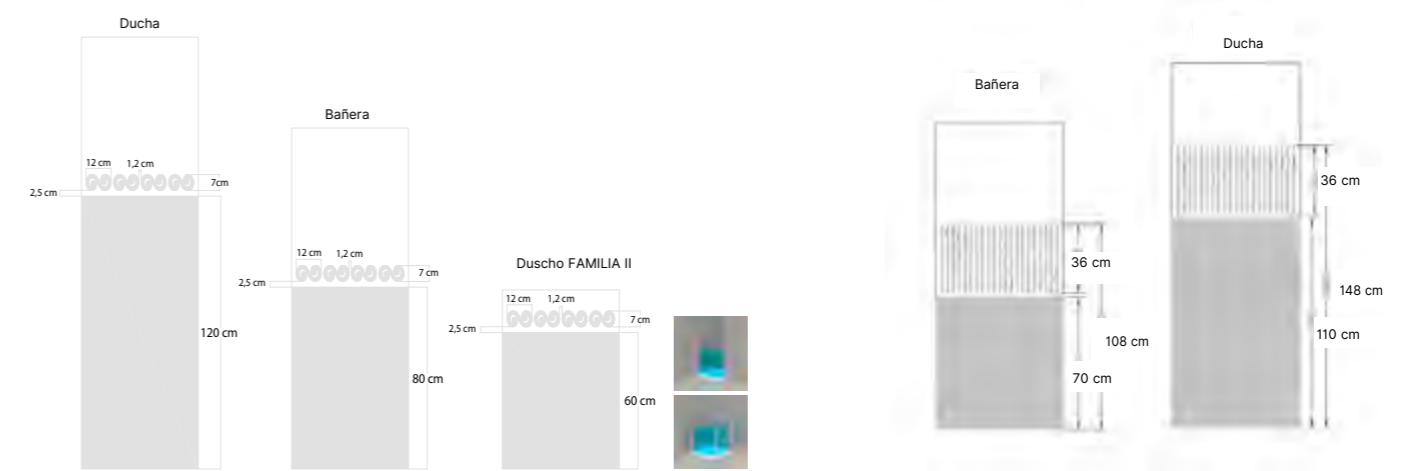 Ducha
12 cm 1,2 cm
7cm
2,5 cm
120 cm
Bañera
12 cm 1,2 cm
7 cm
2,5 cm
80 cm
Duscho FAMILIA II
12 cm 1,2 cm
7 cm
2,5 cm
60 cm
Bañera
36 cm
108 cm
70 cm
Ducha
36 cm
148 cm
110 cm